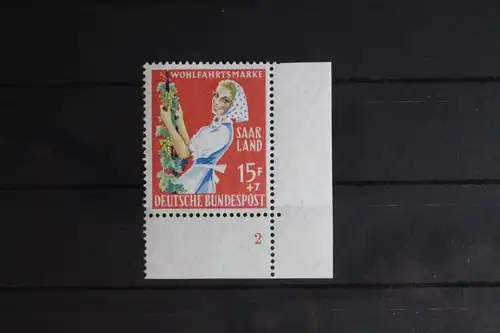 WOHLFAHRTSMARKE
SAAR
LAND
15F
+7
DEUTSCHE BUNDESPOST
2